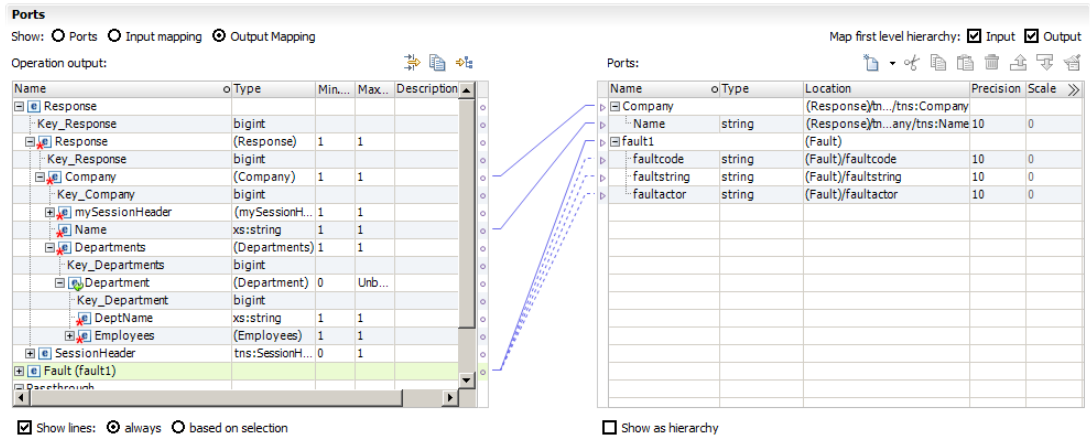 Ports
Show: Ports Input mapping Output Mapping
Map first level hierarchy: Input Output
Operation output:
Ports:
Name Type Min.... Max... Description
Response
Key_Response bigint
Response (Response) 1 1
Key_Response bigint
Company (Company) 1 1
Key_Company bigint
mySessionHeader (mySessionH... 1 1
Name xs:string 1 1
Departments (Departments) 1 1
Key_Departments bigint
Department (Department) 0 Unb...
Key_Department bigint
DeptName xs:string 1 1
Employees (Employees) 1 1
SessionHeader tns:SessionH... 0 1
Fault (fault1)
Passthrough
Name Type Location Precision Scale
Company (Response)/tn.../tns:Company
Name string (Response)/tn...any/tns:Name 10 0
fault1 (Fault)
faultcode string (Fault)/faultcode 10 0
faultstring string (Fault)/faultstring 10 0
faultactor string (Fault)/faultactor 10 0
Show lines: always based on selection
Show as hierarchy